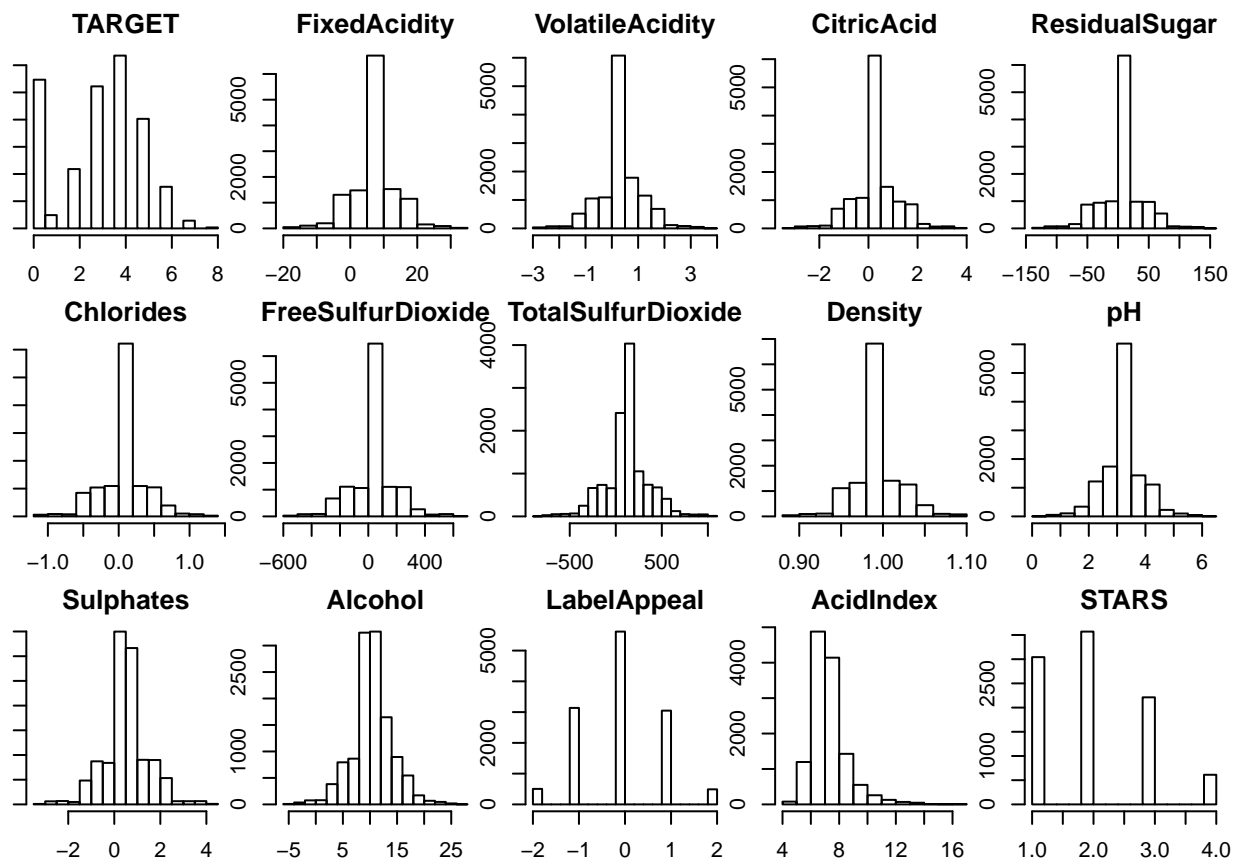 TARGET FixedAcidity VolatileAcidity CitricAcid ResidualSugar
0 2000 5000 0 2000 5000 0 2000 5000 0 2000 5000
0 2 4 6 8 −20 0 20 −3 −1 1 3 −2 0 2 4 −150 −50 50 150
Chlorides FreeSulfurDioxide TotalSulfurDioxide Density pH
0 2000 5000 0 2000 4000 0 2000 5000 0 2000 5000
−1.0 0.0 1.0 −600 0 400 −500 500 0.90 1.00 1.10 0 2 4 6
Sulphates Alcohol LabelAppeal AcidIndex STARS
0 1000 2500 0 2000 5000 0 2000 4000 0 1000 2500
−2 0 2 4 −5 5 15 25 −2 −1 0 1 2 4 8 12 16 1.0 2.0 3.0 4.0